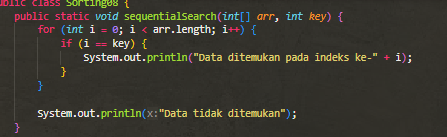 public class Sorting08 {
public static void sequentialSearch(int[] arr, int key) {
for (int i = 0; i < arr.length; i++) {
if (i == key) {
System.out.println("Data ditemukan pada indeks ke-" + i);
}
}
System.out.println(x:"Data tidak ditemukan");
}